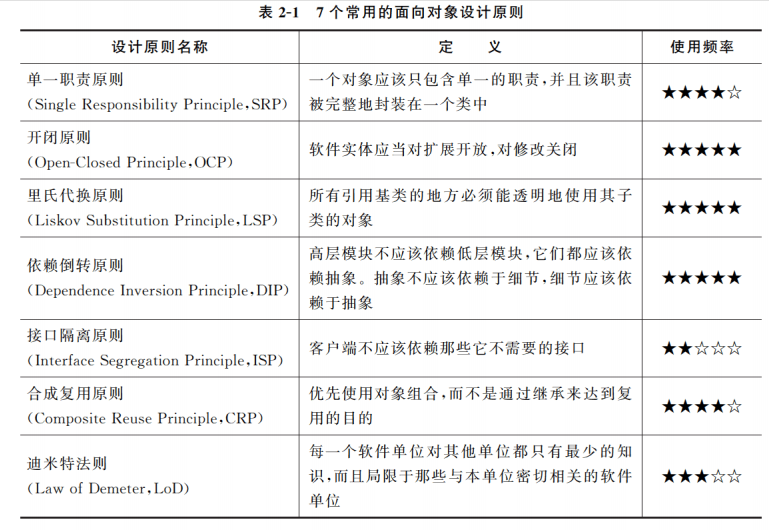 表 2-1 7 个常用的面向对象设计原则
设计原则名称 定 义 使用频率
单一职责原则
(Single Responsibility Principle,SRP)
一个对象应该只包含单一的职责,并且该职责
被完整地封装在一个类中
★★★★☆
开闭原则
(Open-Closed Principle,OCP)
软件实体应当对扩展开放,对修改关闭
★★★★★
里氏代换原则
(Liskov Substitution Principle,LSP)
所有引用基类的地方必须能透明地使用其子
类的对象
★★★★★
依赖倒转原则
(Dependence Inversion Principle,DIP)
高层模块不应该依赖低层模块,它们都应该依
赖抽象。抽象不应该依赖于细节,细节应该依
赖于抽象
★★★★★
接口隔离原则
(Interface Segregation Principle,ISP)
客户端不应该依赖那些它不需要的接口
★★☆☆☆
合成复用原则
(Composite Reuse Principle,CRP)
优先使用对象组合,而不是通过继承来达到复
用的目的
★★★★☆
迪米特法则
(Law of Demeter,LoD)
每一个软件单位对其他单位都只有最少的知
识,而且局限于那些与本单位密切相关的软件
单位
★★★☆☆